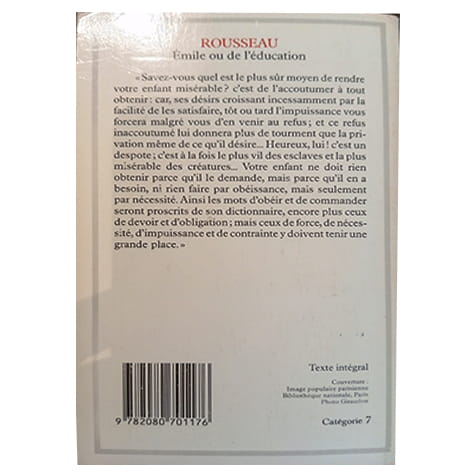 ROUSSEAU
Émile ou de l'éducation
« Savez-vous quel est le plus sûr moyen de rendre
votre enfant misérable ? c'est de l'accoutumer à tout
obtenir : car, ses désirs croissant incessamment par la
facilité de les satisfaire, tôt ou tard l'impuissance vous
forcera malgré vous d'en venir au refus ; et ce refus
inaccoutumé lui donnera plus de tourment que la pri-
vation même de ce qu'il désire... Heureux, lui ! c'est un
despote ; c'est à la fois le plus vil des esclaves et la plus
misérable des créatures... Votre enfant ne doit rien
obtenir parce qu'il le demande, mais parce qu'il en a
besoin, ni rien faire par obéissance, mais seulement
par nécessité. Ainsi les mots d'obéir et de commander
seront proscrits de son dictionnaire, encore plus ceux
de devoir et d'obligation ; mais ceux de force, de néces-
sité, d'impuissance et de contrainte y doivent tenir une
grande place. »
Texte intégral
Couverture :
Image populaire parisienne
Bibliothèque nationale, Paris
Photo Giraudon
9 782080 701176
Catégorie 7